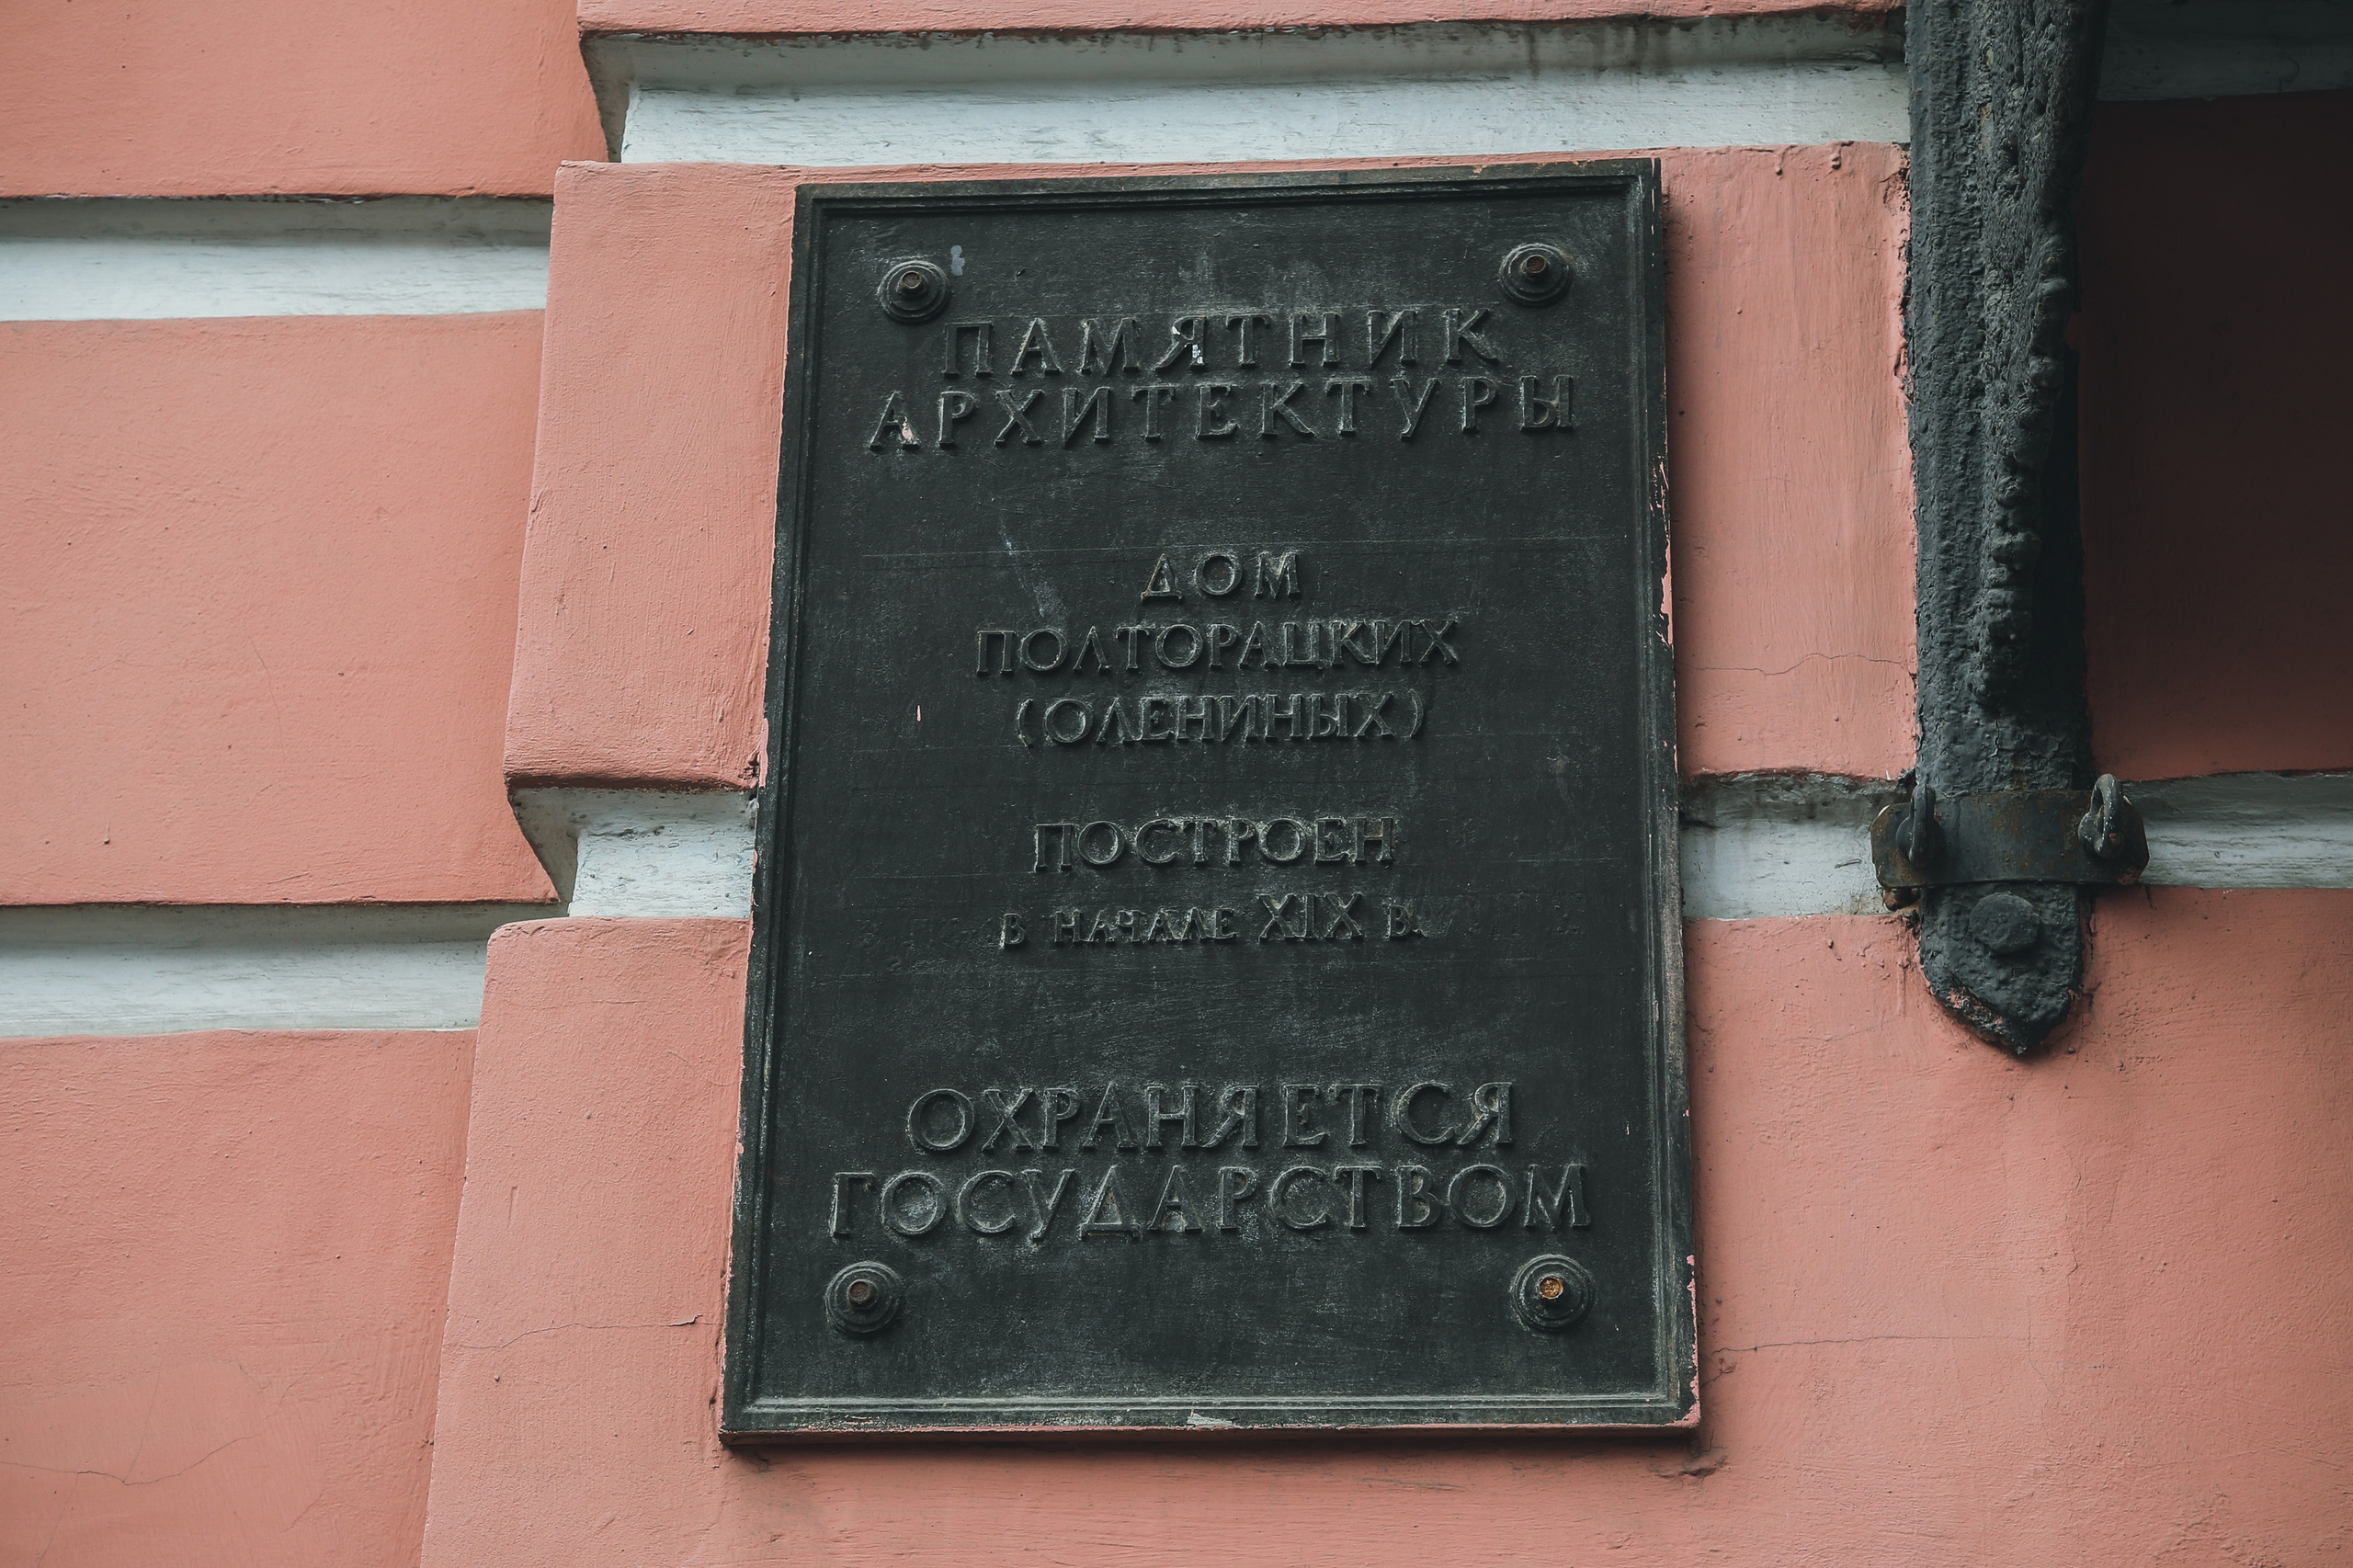 ПАМЯТНИК
АРХИТЕКТУРЫ
ДОМ
ПОЛТОРАЦКИХ
(ОЛЕНИНЫХ)
ПОСТРОЕН
В НАЧАЛЕ XIX В.
ОХРАНЯЕТСЯ
ГОСУДАРСТВОМ